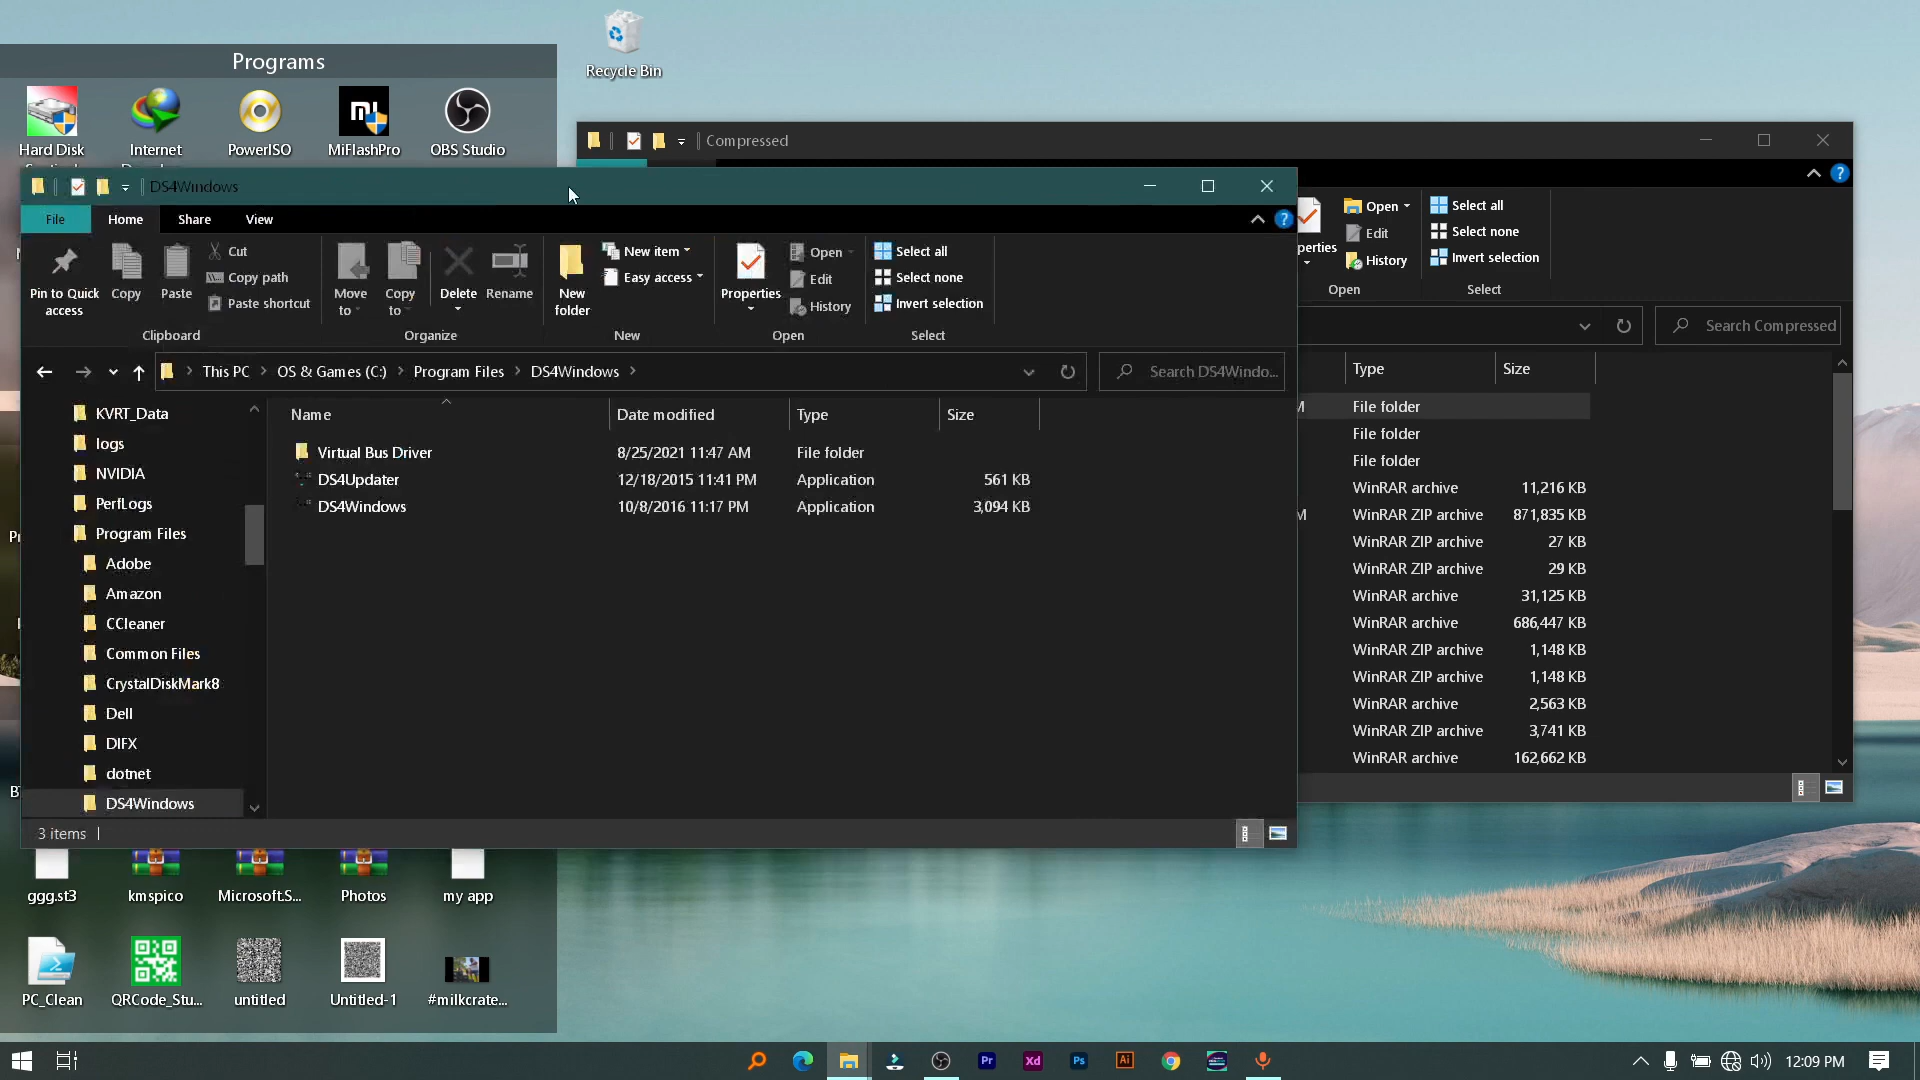 Recycle Bin
Programs
Hard Disk
Internet
PowerISO
MiFlashPro
OBS Studio
Compressed
DS4Windows
File
Home
Share
View
Pin to Quick access
Copy
Paste
Cut
Copy path
Paste shortcut
Clipboard
Move to
Copy to
Delete
Rename
Organize
New folder
New item
Easy access
New
Properties
Open
Edit
History
Open
Select all
Select none
Invert selection
Select
Open
Edit
History
Open
Select all
Select none
Invert selection
Select
Search Compressed
This PC
OS & Games (C:)
Program Files
DS4Windows
Search DS4Windo...
Name
Date modified
Type
Size
Virtual Bus Driver 8/25/2021 11:47 AM File folder
DS4Updater 12/18/2015 11:41 PM Application 561 KB
DS4Windows 10/8/2016 11:17 PM Application 3,094 KB
KVRT_Data
logs
NVIDIA
PerfLogs
Program Files
Adobe
Amazon
CCleaner
Common Files
CrystalDiskMark8
Dell
DIFX
dotnet
DS4Windows
3 items
Type Size
File folder
File folder
File folder
WinRAR archive 11,216 KB
WinRAR ZIP archive 871,835 KB
WinRAR ZIP archive 27 KB
WinRAR ZIP archive 29 KB
WinRAR archive 31,125 KB
WinRAR archive 686,447 KB
WinRAR ZIP archive 1,148 KB
WinRAR ZIP archive 1,148 KB
WinRAR archive 2,563 KB
WinRAR ZIP archive 3,741 KB
WinRAR archive 162,662 KB
ggg.st3
kmspico
Microsoft.S...
Photos
my app
PC_Clean
QRCode_Stu...
untitled
Untitled-1
#milkcrate...
Pr
Xd
Ps
Ai
12:09 PM